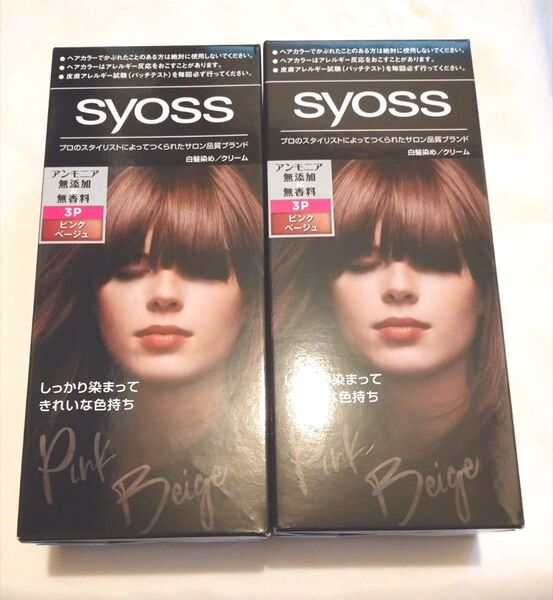 ●ヘアカラーでかぶれたことのある方は絶対に使用しないでください。
●ヘアカラーはアレルギー反応をおこすことがあります。
●皮膚アレルギー試験(パッチテスト)を毎回必ず行ってください。
syoss
プロのスタイリストによってつくられたサロン品質ブランド
白髪染め/クリーム
アンモニア
無添加
無香料
3P
ピンク
ベージュ
しっかり染まって
きれいな色持ち
Pink
Beige
●ヘアカラーでかぶれたことのある方は絶対に使用しないでください。
●ヘアカラーはアレルギー反応をおこすことがあります。
●皮膚アレルギー試験(パッチテスト)を毎回必ず行ってください。
syoss
プロのスタイリストによってつくられたサロン品質ブランド
白髪染め/クリーム
アンモニア
無添加
無香料
3P
ピンク
ベージュ
しっかり染まって
きれいな色持ち
Pink
Beige